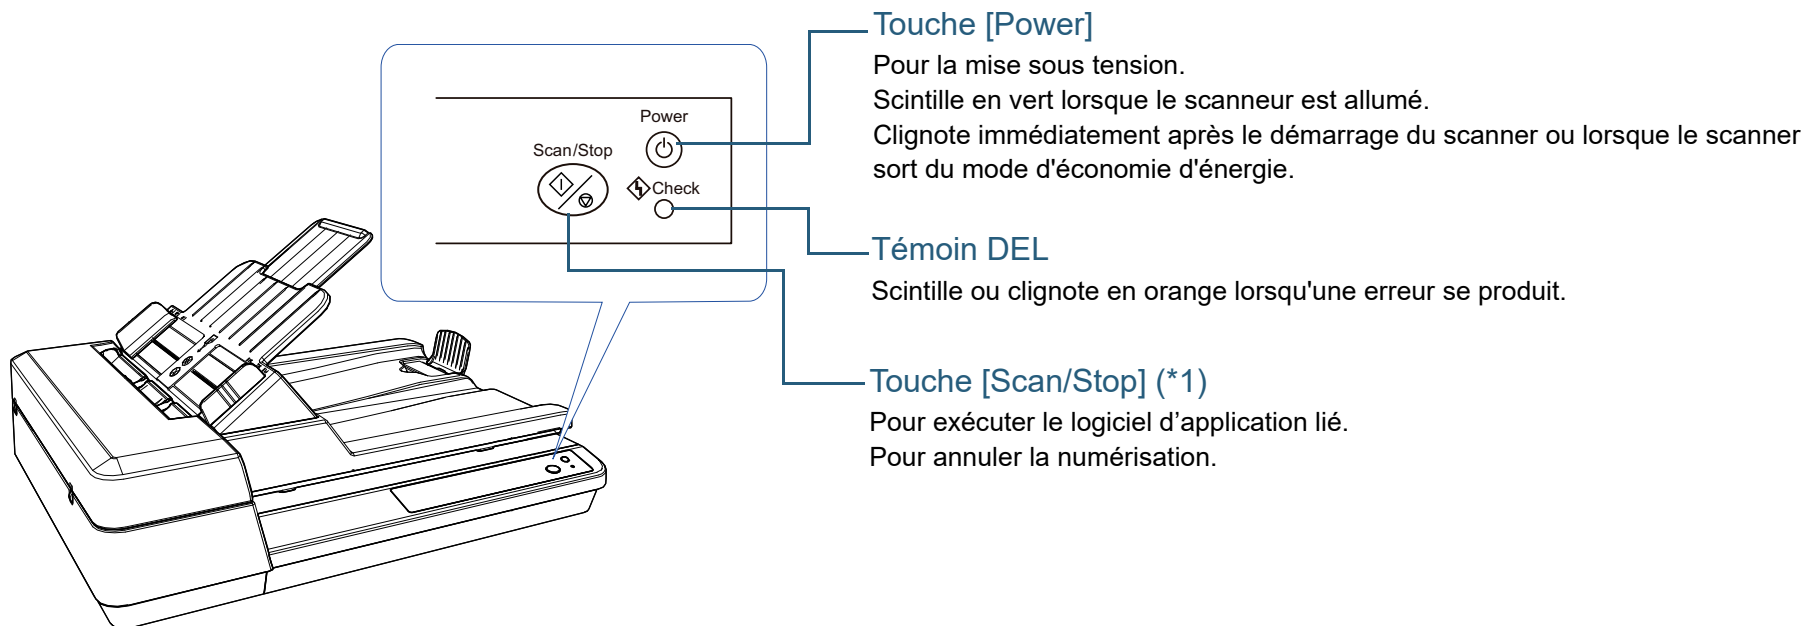 Touche [Power]
Pour la mise sous tension.
Scintille en vert lorsque le scanneur est allumé.
Clignote immédiatement après le démarrage du scanner ou lorsque le scanner
sort du mode d'économie d'énergie.
Power
Scan/Stop
Check
Témoin DEL
Scintille ou clignote en orange lorsqu'une erreur se produit.
Touche [Scan/Stop] (*1)
Pour exécuter le logiciel d’application lié.
Pour annuler la numérisation.